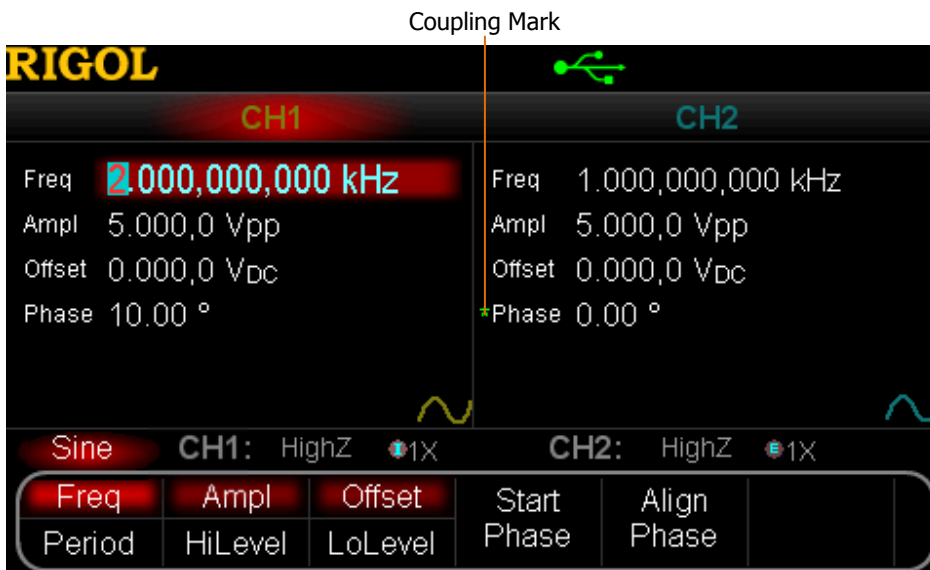 Coupling Mark
RIGOL
CH1 CH2
Freq 2.000,000,000 kHz Freq 1.000,000,000 kHz
Ampl 5.000,0 Vpp Ampl 5.000,0 Vpp
Offset 0.000,0 VDC Offset 0.000,0 VDC
Phase 10.00 ° *Phase 0.00 °
Sine CH1: HighZ I 1X CH2: HighZ E 1X
Freq Ampl Offset Start Phase Align Phase
Period HiLevel LoLevel